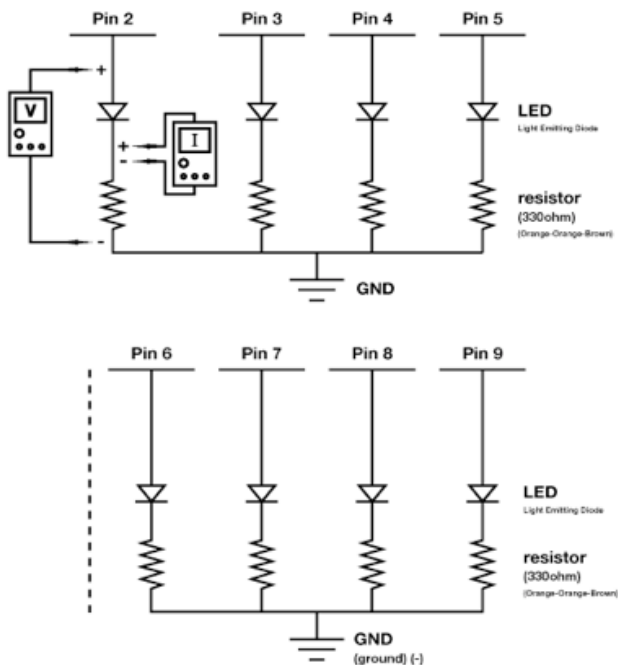 Pin 2 Pin 3 Pin 4 Pin 5
+
V
LED
Light Emitting Diode
+
I
-
resistor
(330ohm)
(Orange-Orange-Brown)
-
GND
Pin 6 Pin 7 Pin 8 Pin 9
LED
Light Emitting Diode
resistor
(330ohm)
(Orange-Orange-Brown)
GND
(ground) (-)